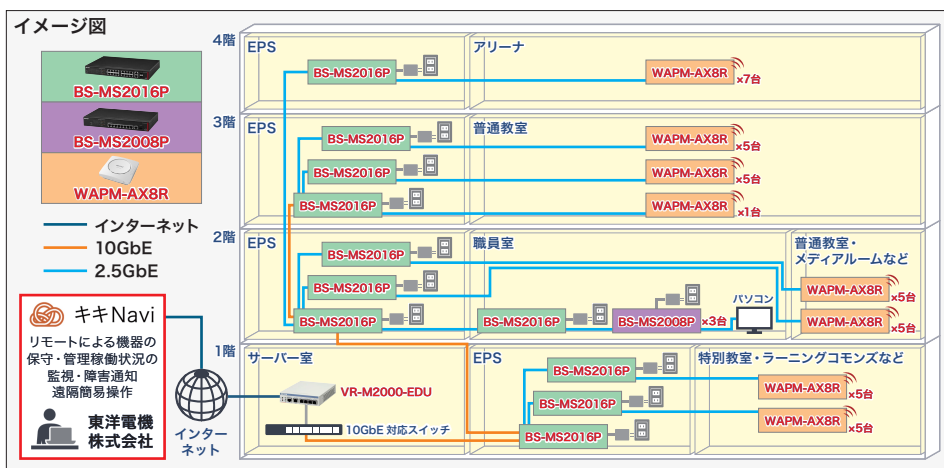 イメージ図
BS-MS2016P
BS-MS2008P
WAPM-AX8R
インターネット
10GbE
2.5GbE
キキNavi
リモートによる機器の
保守・管理稼働状況の
監視・障害通知
遠隔簡易操作
東洋電機
株式会社
インター
ネット
4階
EPS
アリーナ
BS-MS2016P
WAPM-AX8R
×7台
3階
EPS
普通教室
BS-MS2016P
WAPM-AX8R
×5台
BS-MS2016P
WAPM-AX8R
×5台
BS-MS2016P
WAPM-AX8R
×1台
2階
EPS
職員室
普通教室・
メディアルームなど
BS-MS2016P
BS-MS2016P
WAPM-AX8R
×5台
BS-MS2016P
BS-MS2016P
BS-MS2008P
×3台
パソコン
WAPM-AX8R
×5台
1階
サーバー室
EPS
特別教室・ラーニングコモンズなど
VR-M2000-EDU
10GbE 対応スイッチ
BS-MS2016P
WAPM-AX8R
×5台
BS-MS2016P
WAPM-AX8R
×5台
BS-MS2016P